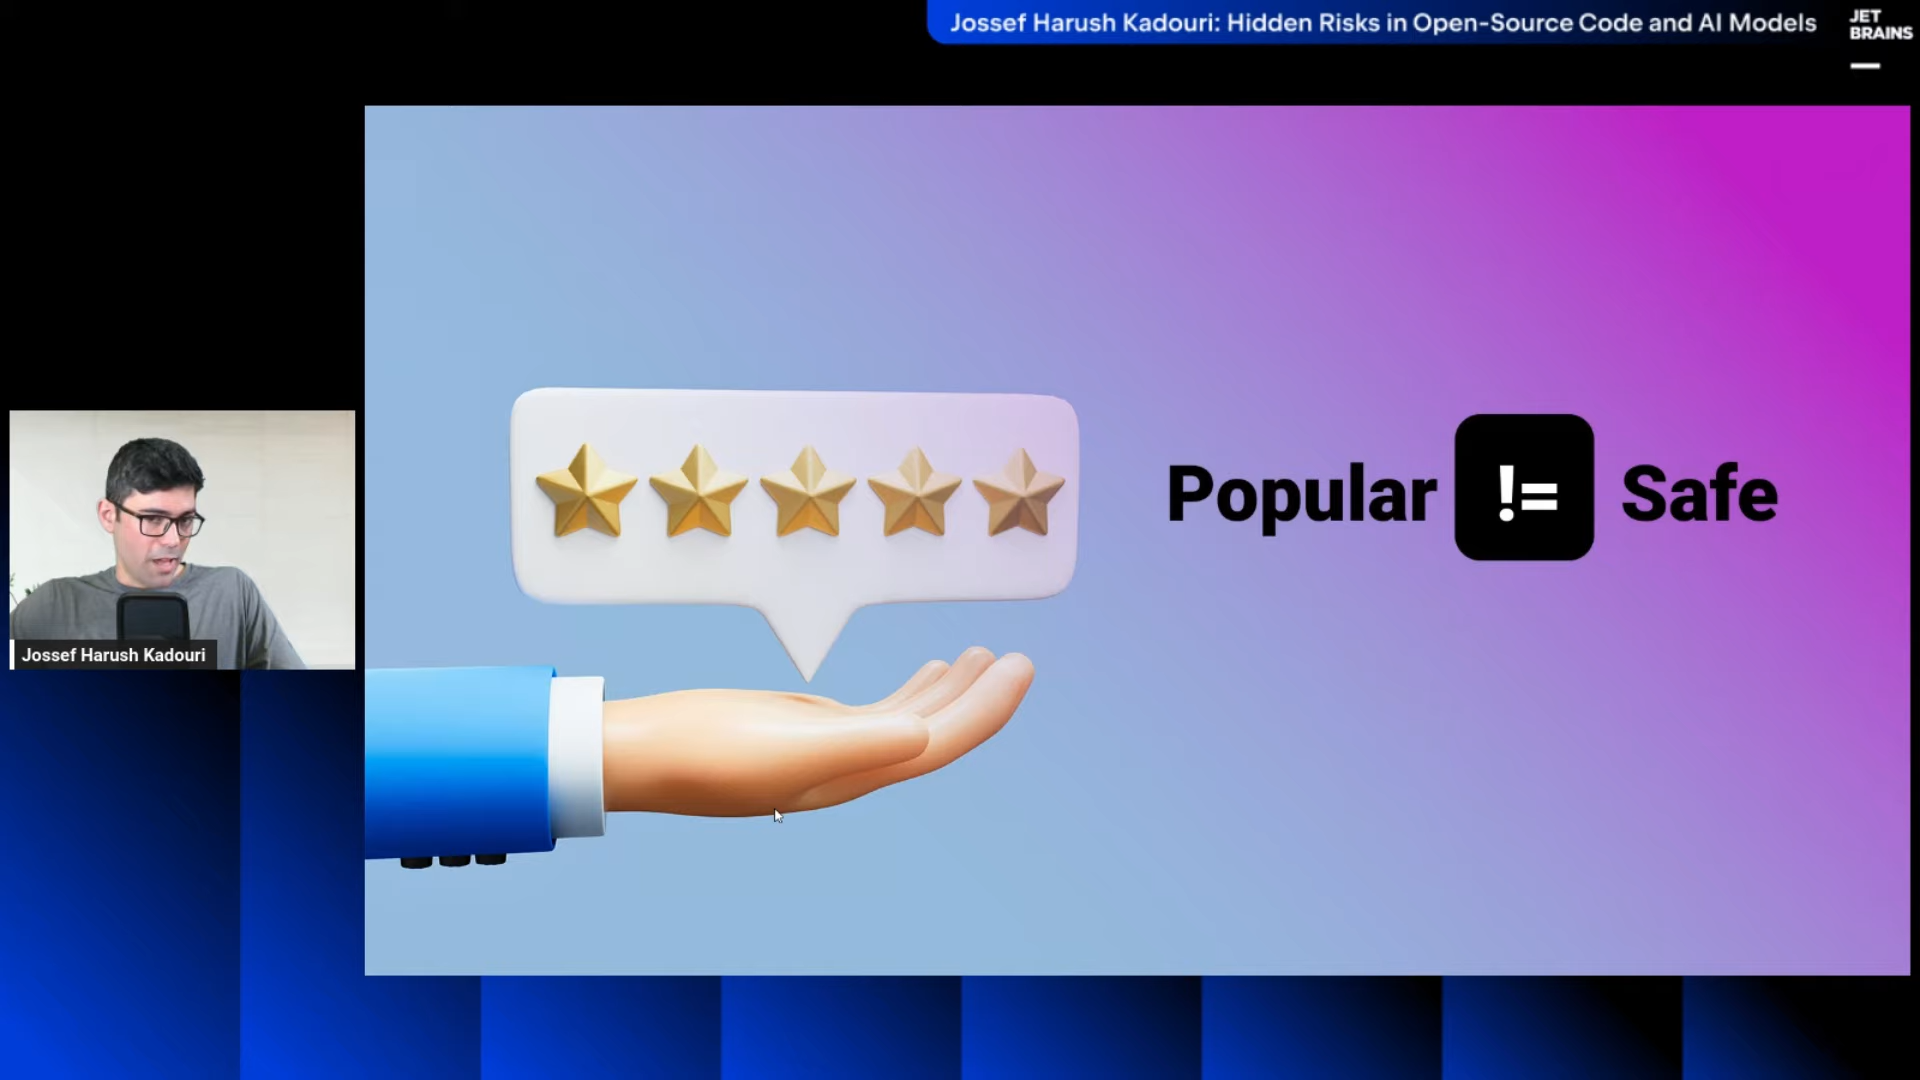 Jossef Harush Kadouri: Hidden Risks in Open-Source Code and AI Models
JET
BRAINS
Popular != Safe
Jossef Harush Kadouri